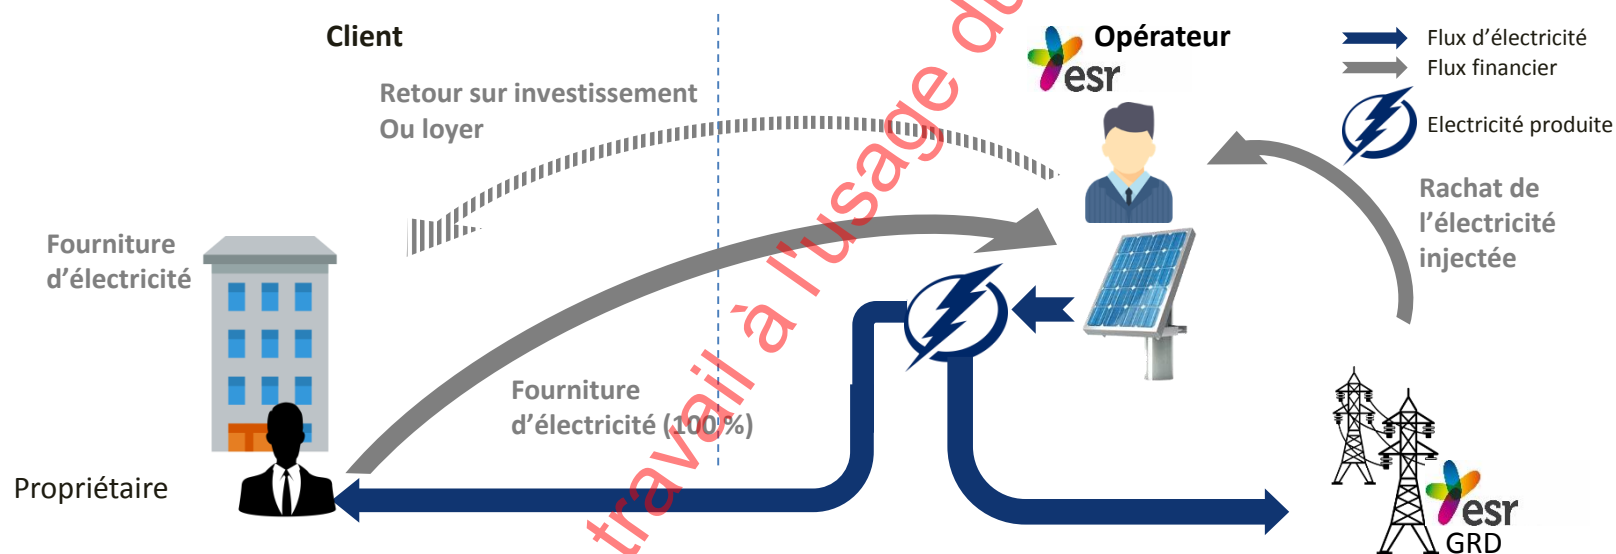 Client
Opérateur
esr
Flux d'électricité
Flux financier
Electricité produite
Retour sur investissement
Ou loyer
Rachat de
l'électricité
injectée
Fourniture
d'électricité
Fourniture
d'électricité (100 %)
Propriétaire
esr
GRD
travail à l'usage du